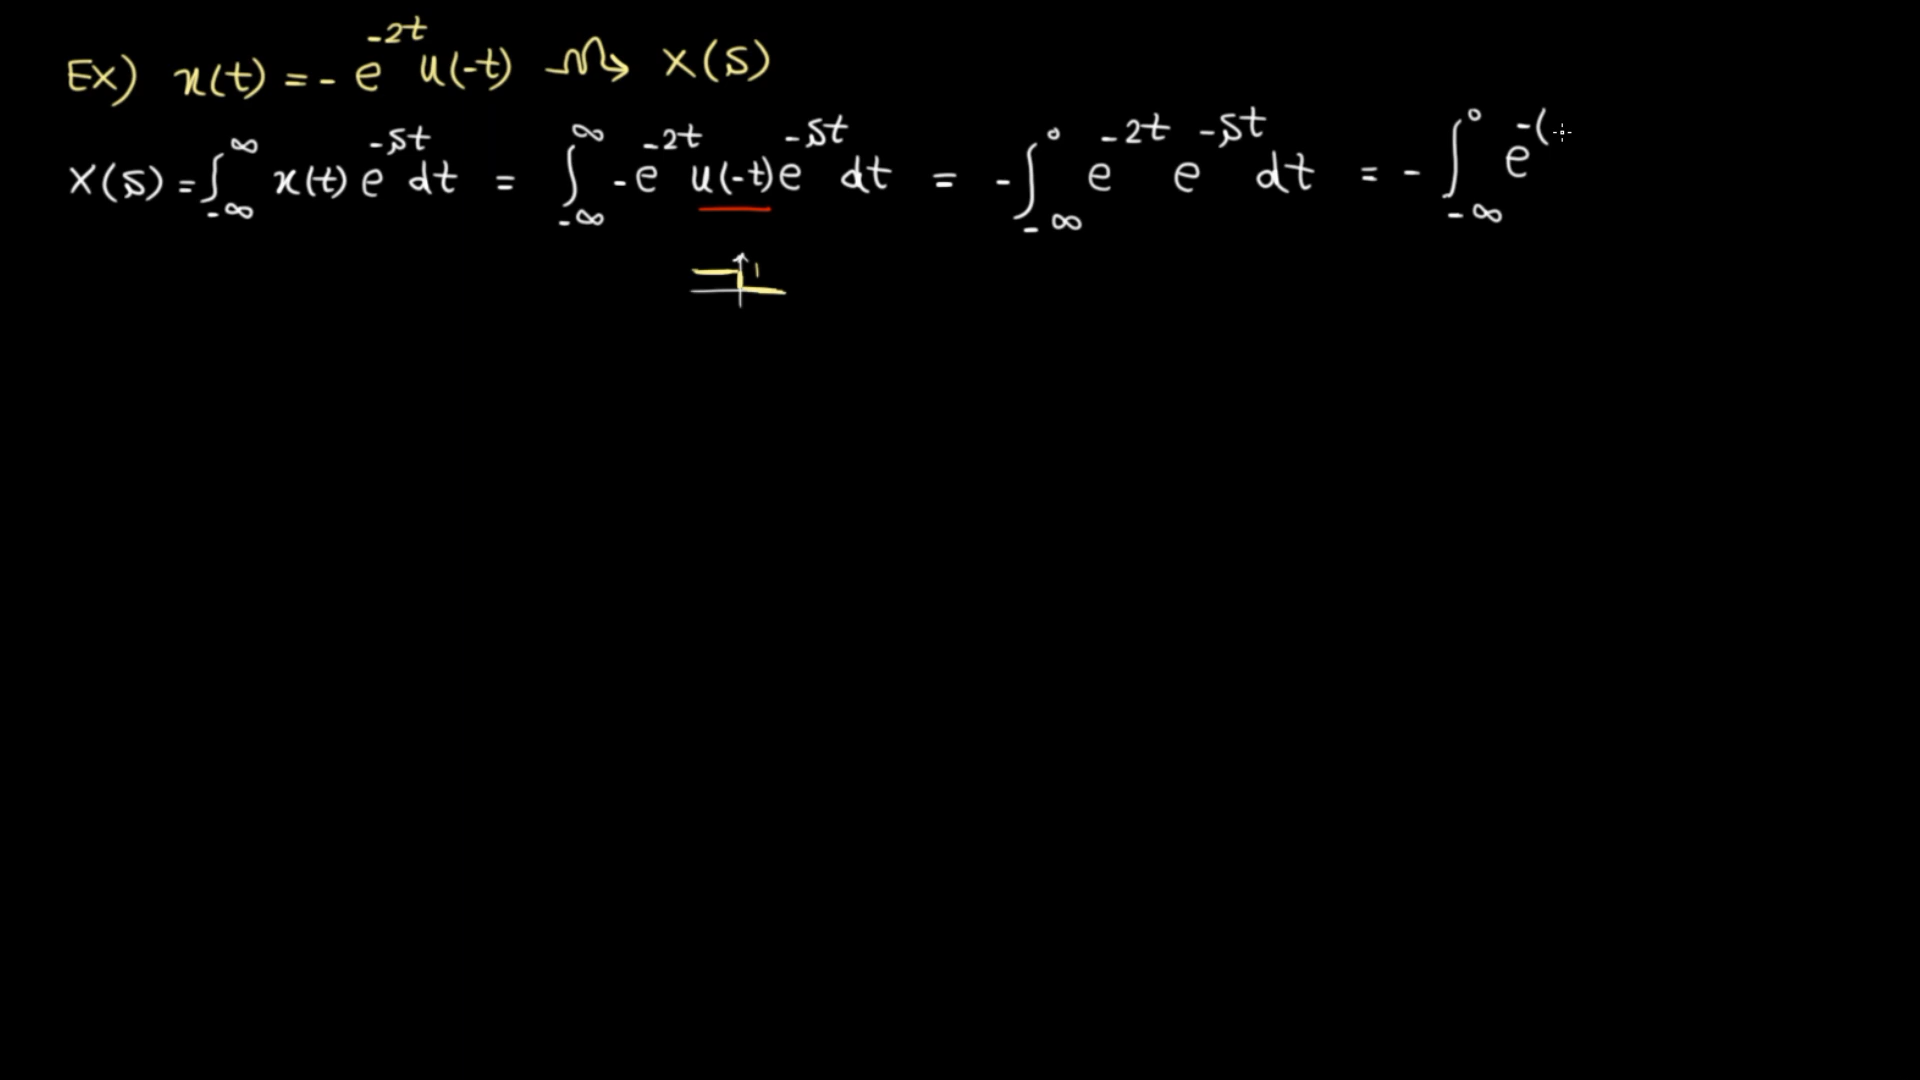 Ex) x(t) = - e^{-2t} u(-t) ⇝ X(s)
X(s) = ∫_{-∞}^{∞} x(t) e^{-st} dt = ∫_{-∞}^{∞} -e^{-2t} u(-t) e^{-st} dt = -∫_{-∞}^{0} e^{-2t} e^{-st} dt = -∫_{-∞}^{0} e^{-(
1